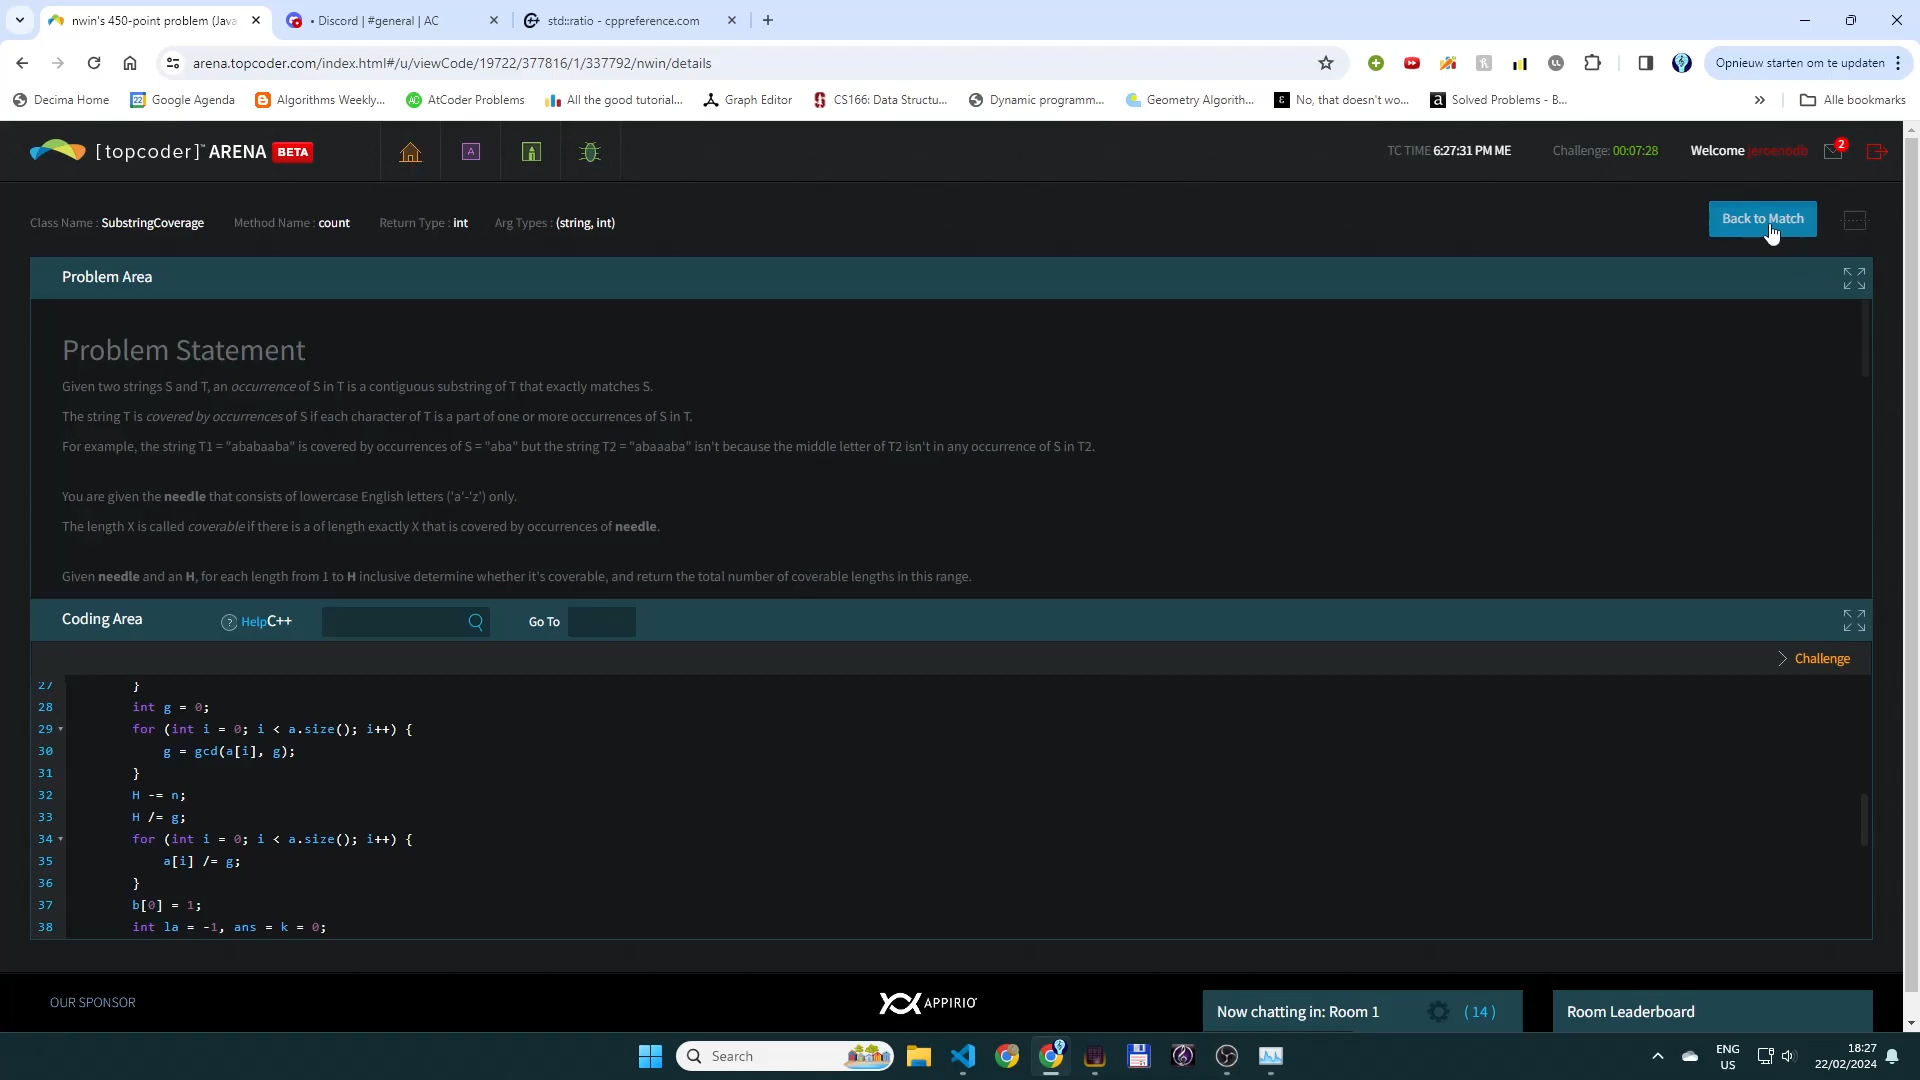 nwin's 450-point problem (Java
• Discord | #general | AC
std::ratio - cppreference.com
arena.topcoder.com/index.html#/u/viewCode/19722/377816/1/337792/nwin/details
Opnieuw starten om te updaten
Decima Home
Google Agenda
Algorithms Weekly...
AtCoder Problems
All the good tutorial...
Graph Editor
CS166: Data Structu...
Dynamic programm...
Geometry Algorith...
No, that doesn't wo...
Solved Problems - B...
Alle bookmarks
[topcoder]™ ARENA BETA
TC TIME 6:27:31 PM ME
Challenge: 00:07:28
Welcome jeroenodb
2
Class Name : SubstringCoverage
Method Name : count
Return Type : int
Arg Types : (string, int)
Back to Match
Problem Area
Problem Statement
Given two strings S and T, an occurrence of S in T is a contiguous substring of T that exactly matches S.
The string T is covered by occurrences of S if each character of T is a part of one or more occurrences of S in T.
For example, the string T1 = "ababaaba" is covered by occurrences of S = "aba" but the string T2 = "abaaaba" isn't because the middle letter of T2 isn't in any occurrence of S in T2.
You are given the needle that consists of lowercase English letters ('a'-'z') only.
The length X is called coverable if there is a of length exactly X that is covered by occurrences of needle.
Given needle and an H, for each length from 1 to H inclusive determine whether it's coverable, and return the total number of coverable lengths in this range.
Coding Area
? Help C++
Go To
Challenge
27 }
28 int g = 0;
29 for (int i = 0; i < a.size(); i++) {
30 g = gcd(a[i], g);
31 }
32 H -= n;
33 H /= g;
34 for (int i = 0; i < a.size(); i++) {
35 a[i] /= g;
36 }
37 b[0] = 1;
38 int la = -1, ans = k = 0;
OUR SPONSOR
APPIRIO
Now chatting in: Room 1
( 14 )
Room Leaderboard
Search
ENG
US
18:27
22/02/2024